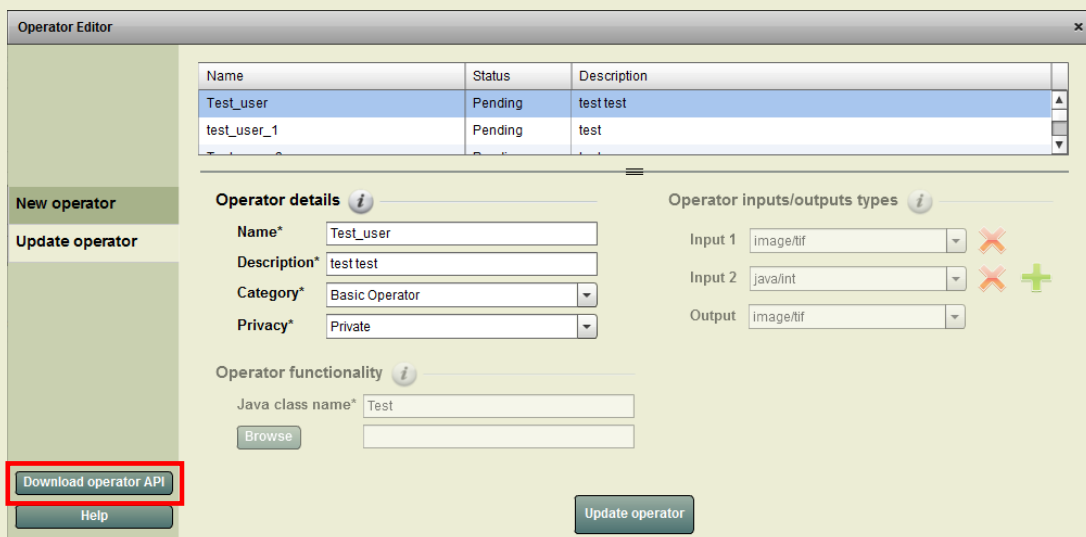 Operator Editor
x
Name Status Description
Test_user Pending test test
test_user_1 Pending test
New operator
Update operator
Operator details i
Name* Test_user
Description* test test
Category* Basic Operator
Privacy* Private
Operator inputs/outputs types i
Input 1 image/tif
Input 2 java/int
Output image/tif
Operator functionality i
Java class name* Test
Browse
Download operator API
Help
Update operator